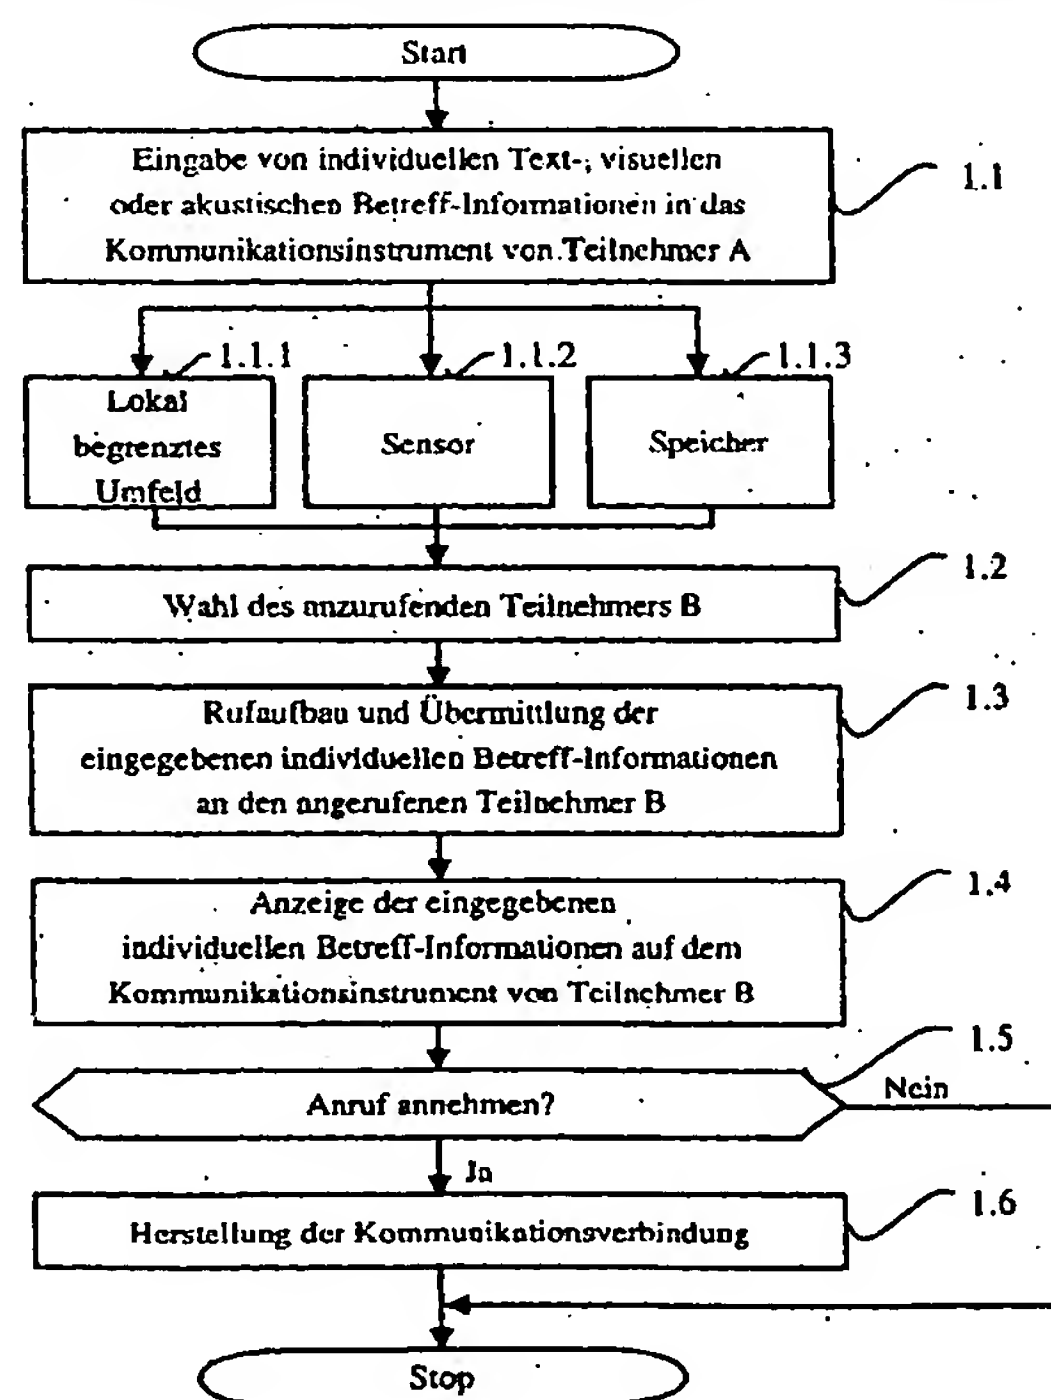 Start
Eingabe von individuellen Text-, visuellen
oder akustischen Betreff-Informationen in das
Kommunikationsinstrument von Teilnehmer A
1.1
1.1.1
1.1.2
1.1.3
Lokal
begrenztes
Umfeld
Sensor
Speicher
1.2
Wahl des anzurufenden Teilnehmers B
1.3
Rufaufbau und Übermittlung der
eingegebenen individuellen Betreff-Informationen
an den angerufenen Teilnehmer B
1.4
Anzeige der eingegebenen
individuellen Betreff-Informationen auf dem
Kommunikationsinstrument von Teilnehmer B
1.5
Anruf annehmen?
Nein
Ja
1.6
Herstellung der Kommunikationsverbindung
Stop